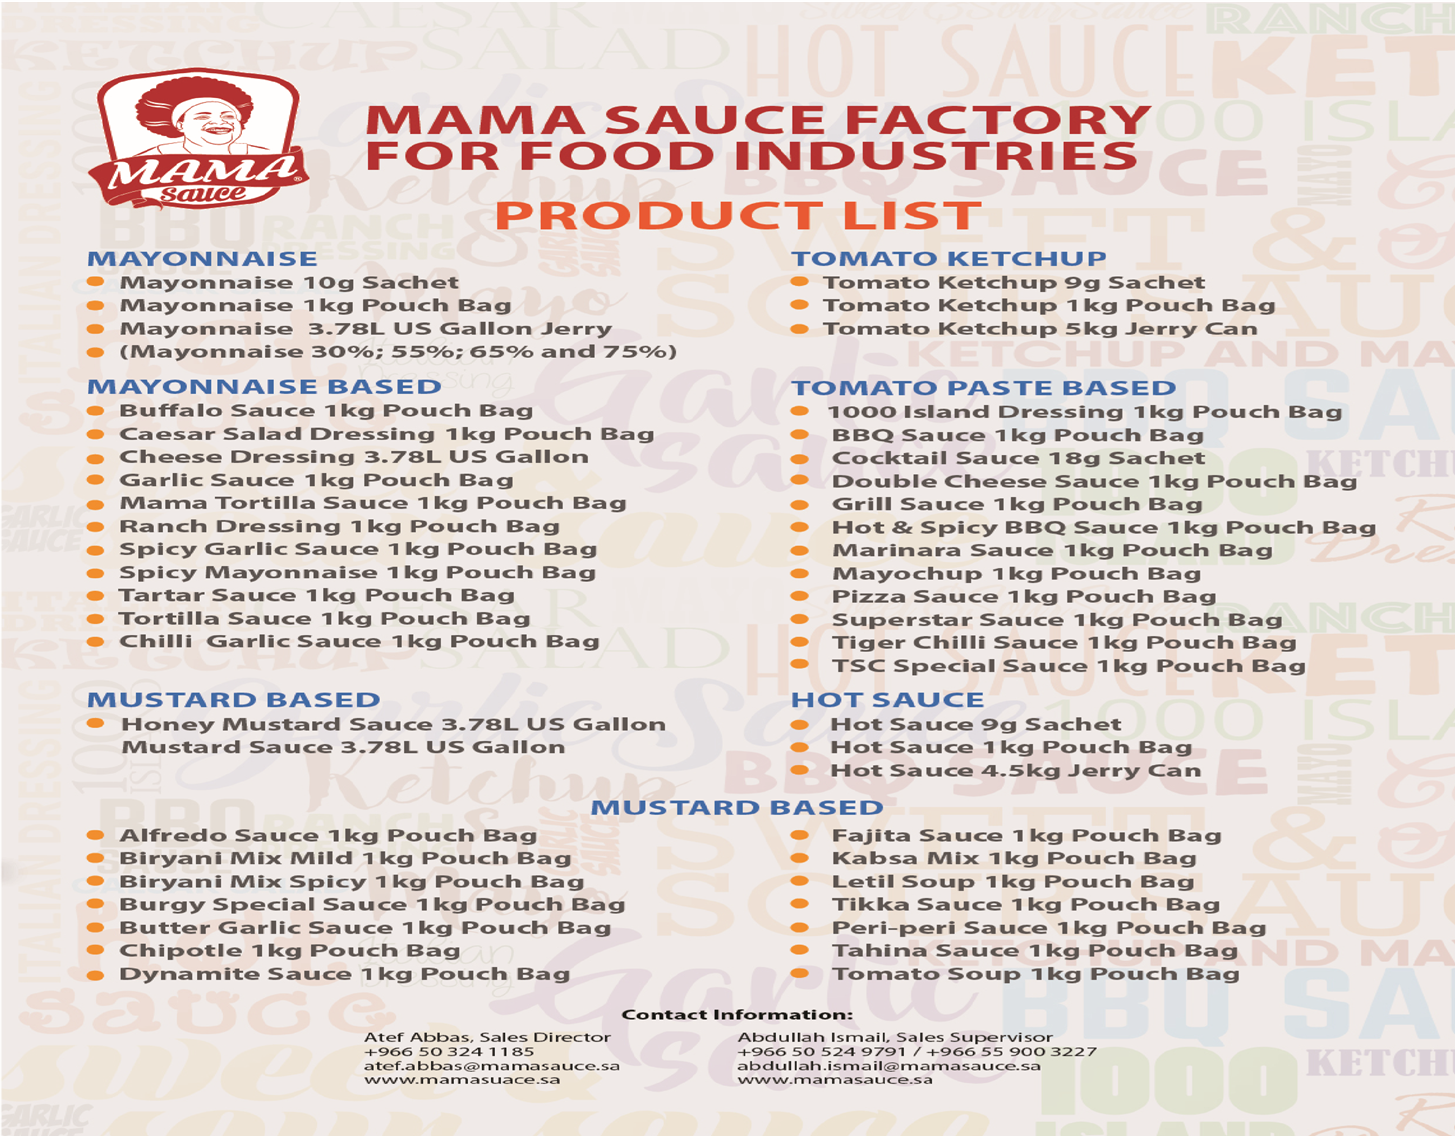 MAMA
sauce
MAMA SAUCE FACTORY
FOR FOOD INDUSTRIES
PRODUCT LIST
MAYONNAISE
Mayonnaise 10g Sachet
Mayonnaise 1kg Pouch Bag
Mayonnaise 3.78L US Gallon Jerry
(Mayonnaise 30%; 55%; 65% and 75%)
MAYONNAISE BASED
Buffalo Sauce 1kg Pouch Bag
Caesar Salad Dressing 1kg Pouch Bag
Cheese Dressing 3.78L US Gallon
Garlic Sauce 1kg Pouch Bag
Mama Tortilla Sauce 1kg Pouch Bag
Ranch Dressing 1kg Pouch Bag
Spicy Garlic Sauce 1kg Pouch Bag
Spicy Mayonnaise 1kg Pouch Bag
Tartar Sauce 1kg Pouch Bag
Tortilla Sauce 1kg Pouch Bag
Chilli Garlic Sauce 1kg Pouch Bag
MUSTARD BASED
Honey Mustard Sauce 3.78L US Gallon
Mustard Sauce 3.78L US Gallon
TOMATO KETCHUP
Tomato Ketchup 9g Sachet
Tomato Ketchup 1kg Pouch Bag
Tomato Ketchup 5kg Jerry Can
TOMATO PASTE BASED
1000 Island Dressing 1kg Pouch Bag
BBQ Sauce 1kg Pouch Bag
Cocktail Sauce 18g Sachet
Double Cheese Sauce 1kg Pouch Bag
Grill Sauce 1kg Pouch Bag
Hot & Spicy BBQ Sauce 1kg Pouch Bag
Marinara Sauce 1kg Pouch Bag
Mayochup 1kg Pouch Bag
Pizza Sauce 1kg Pouch Bag
Superstar Sauce 1kg Pouch Bag
Tiger Chilli Sauce 1kg Pouch Bag
TSC Special Sauce 1kg Pouch Bag
HOT SAUCE
Hot Sauce 9g Sachet
Hot Sauce 1kg Pouch Bag
Hot Sauce 4.5kg Jerry Can
MUSTARD BASED
Alfredo Sauce 1kg Pouch Bag
Biryani Mix Mild 1kg Pouch Bag
Biryani Mix Spicy 1kg Pouch Bag
Burgy Special Sauce 1kg Pouch Bag
Butter Garlic Sauce 1kg Pouch Bag
Chipotle 1kg Pouch Bag
Dynamite Sauce 1kg Pouch Bag
Fajita Sauce 1kg Pouch Bag
Kabsa Mix 1kg Pouch Bag
Letil Soup 1kg Pouch Bag
Tikka Sauce 1kg Pouch Bag
Peri-peri Sauce 1kg Pouch Bag
Tahina Sauce 1kg Pouch Bag
Tomato Soup 1kg Pouch Bag
Contact Information:
Atef Abbas, Sales Director
+966 50 324 1185
atef.abbas@mamasauce.sa
www.mamasuace.sa
Abdullah Ismail, Sales Supervisor
+966 50 524 9791 / +966 55 900 3227
abdullah.ismail@mamasauce.sa
www.mamasauce.sa